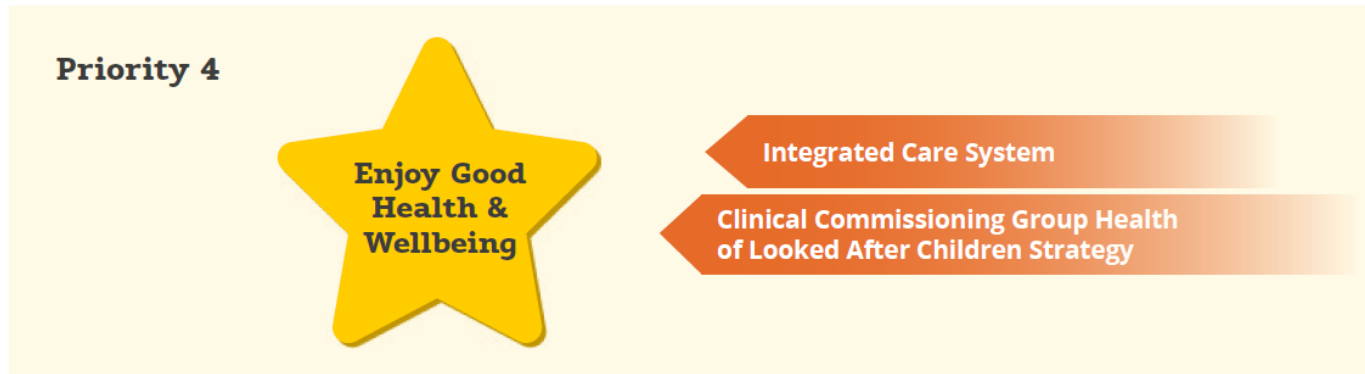 Priority 4
Enjoy Good
Health &
Wellbeing
Integrated Care System
Clinical Commissioning Group Health
of Looked After Children Strategy